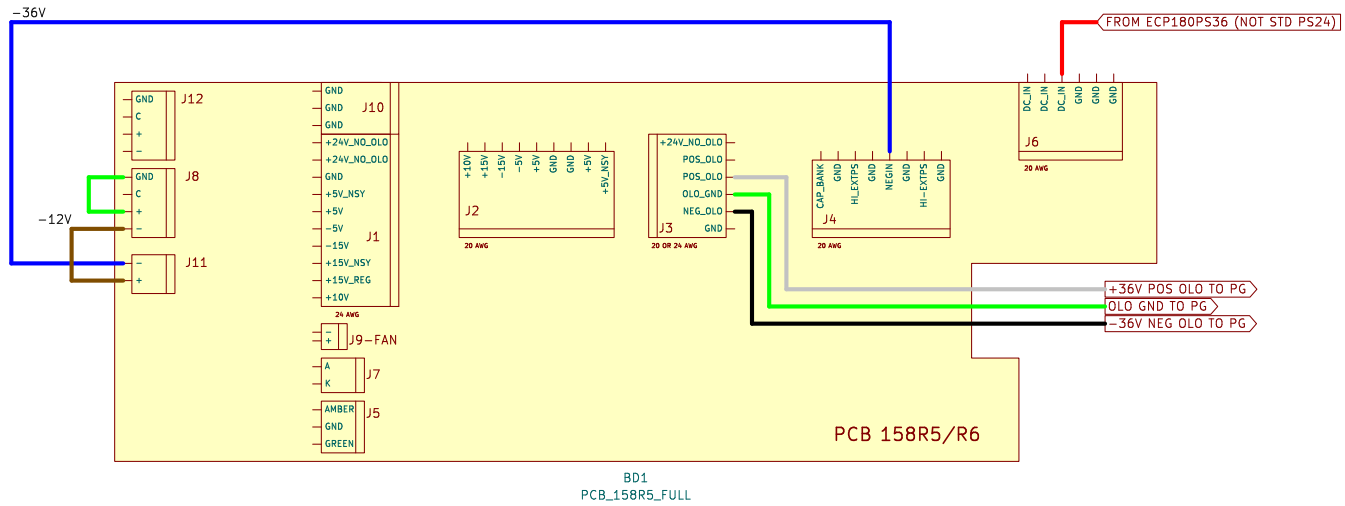 -36V
FROM ECP180PS36 (NOT STD PS24)
J12
GND
C
+
-
J8
GND
C
+
-
-12V
J11
-
+
J10
GND
GND
GND
+24V_NO_OLO
+24V_NO_OLO
GND
+5V_NSY
+5V
-5V
-15V
+15V_NSY
+15V_REG
+10V
J1
24 AWG
-
+
J9-FAN
A
K
J7
AMBER
GND
GREEN
J5
+10V
+15V
-15V
-5V
+5V
GND
GND
+5V
+5V_NSY
J2
20 AWG
+24V_NO_OLO
POS_OLO
POS_OLO
OLO_GND
NEG_OLO
GND
J3
20 OR 24 AWG
CAP_BANK
GND
HI_EXTPS
GND
NEGIN
GND
HI-EXTPS
GND
J4
20 AWG
DC_IN
DC_IN
DC_IN
GND
GND
GND
J6
20 AWG
+36V POS OLO TO PG
OLO GND TO PG
-36V NEG OLO TO PG
PCB 158R5/R6
BD1
PCB_158R5_FULL